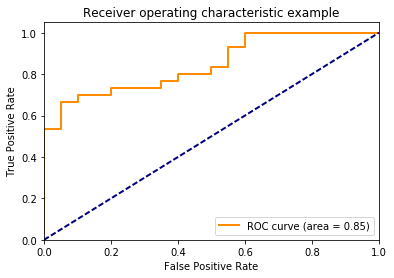 Receiver operating characteristic example
1.0
0.8
0.6
0.4
0.2
0.0
True Positive Rate
0.0 0.2 0.4 0.6 0.8 1.0
False Positive Rate
ROC curve (area = 0.85)